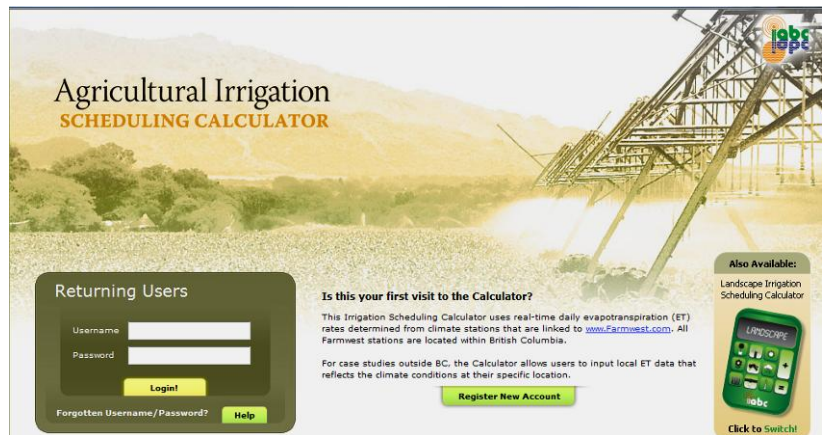 iabc
Agricultural Irrigation
SCHEDULING CALCULATOR
Returning Users
Username
Password
Login!
Forgotten Username/Password?
Help
Is this your first visit to the Calculator?
This Irrigation Scheduling Calculator uses real-time daily evapotranspiration (ET)
rates determined from climate stations that are linked to www.Farmwest.com. All
Farmwest stations are located within British Columbia.
For case studies outside BC, the Calculator allows users to input local ET data that
reflects the climate conditions at their specific location.
Register New Account
Also Available:
Landscape Irrigation
Scheduling Calculator
LANDSCAPE
iabc
Click to Switch!